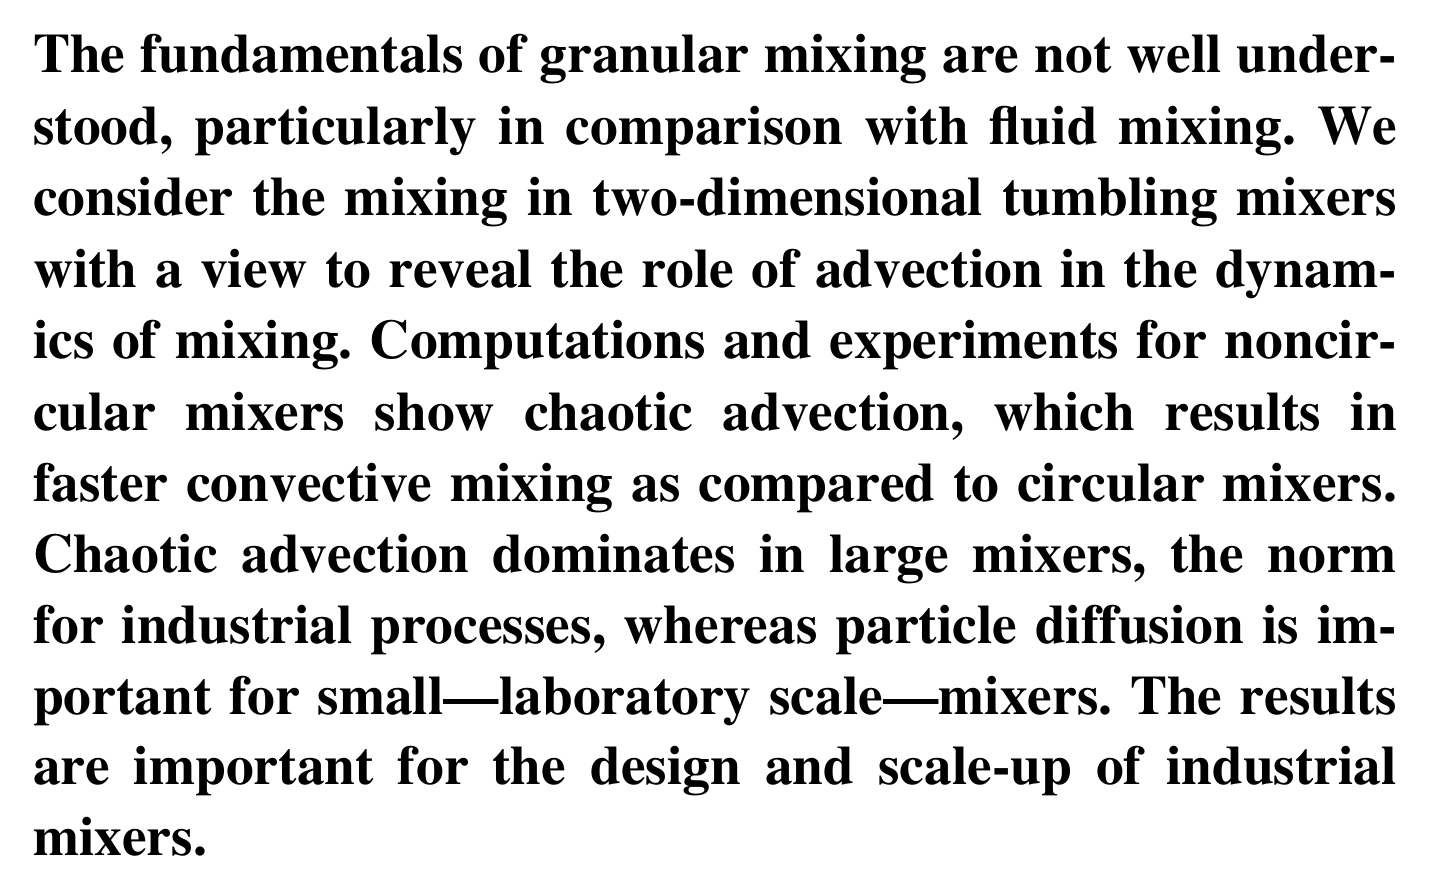 The fundamentals of granular mixing are not well under-
stood, particularly in comparison with fluid mixing. We
consider the mixing in two-dimensional tumbling mixers
with a view to reveal the role of advection in the dynam-
ics of mixing. Computations and experiments for noncir-
cular mixers show chaotic advection, which results in
faster convective mixing as compared to circular mixers.
Chaotic advection dominates in large mixers, the norm
for industrial processes, whereas particle diffusion is im-
portant for small—laboratory scale—mixers. The results
are important for the design and scale-up of industrial
mixers.